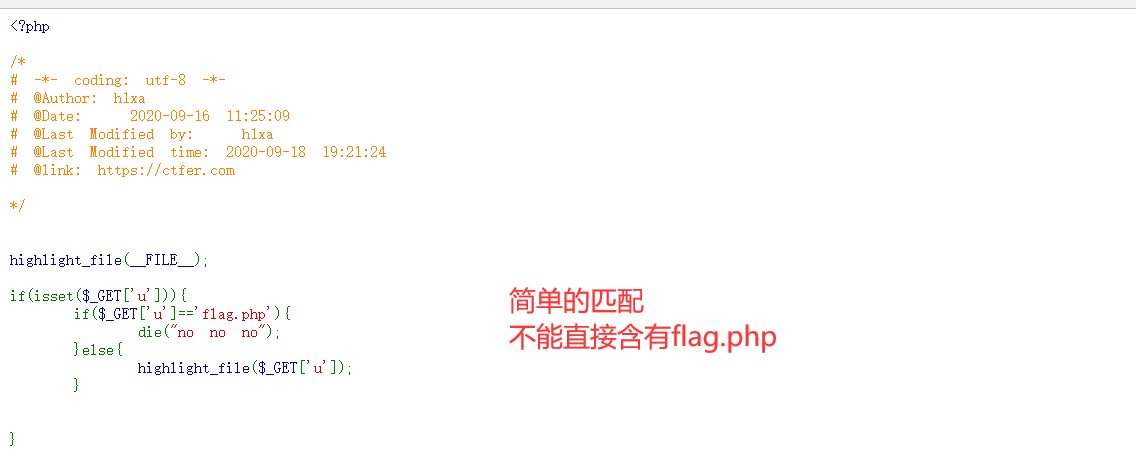 <?php
/*
# -*- coding: utf-8 -*-
# @Author: h1xa
# @Date: 2020-09-16 11:25:09
# @Last Modified by: h1xa
# @Last Modified time: 2020-09-18 19:21:24
# @link: https://ctfer.com
*/
highlight_file(__FILE__);
if(isset($_GET['u'])){
if($_GET['u']=='flag.php'){
die("no no no");
}else{
highlight_file($_GET['u']);
}
}
简单的匹配
不能直接含有flag.php